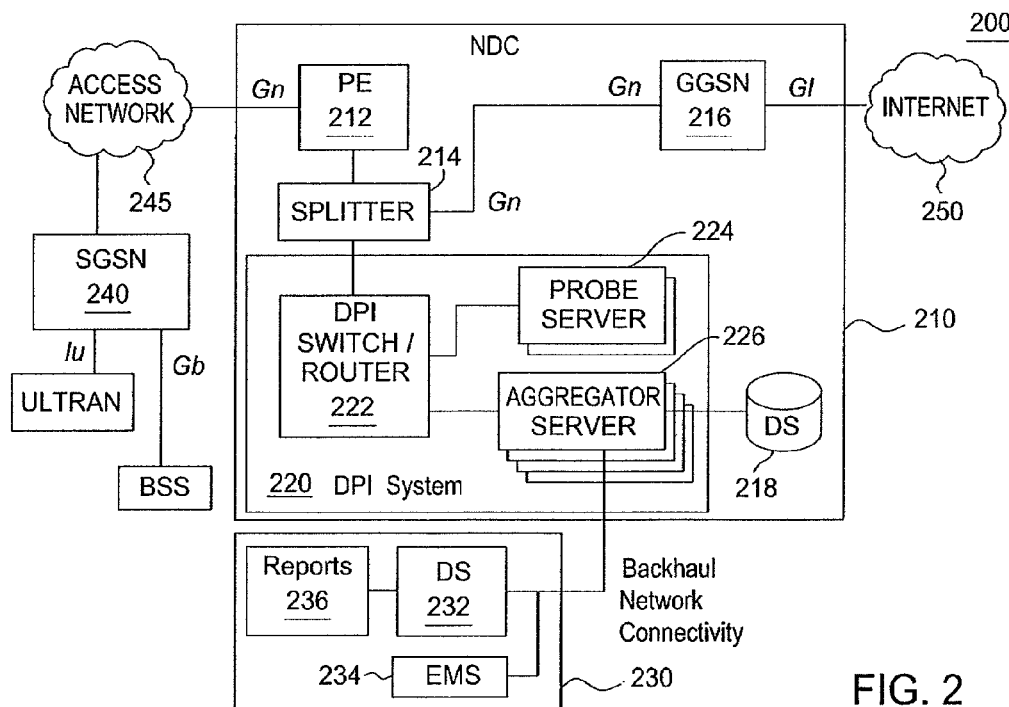 200
NDC
ACCESS
NETWORK
245
Gn
PE
212
Gn
GGSN
216
GI
INTERNET
250
214
SPLITTER
Gn
SGSN
240
Iu
Gb
ULTRAN
BSS
224
DPI
SWITCH /
ROUTER
222
PROBE
SERVER
210
226
AGGREGATOR
SERVER
DS
218
220 DPI System
Reports
236
DS
232
Backhaul
Network
Connectivity
234
EMS
230
FIG. 2